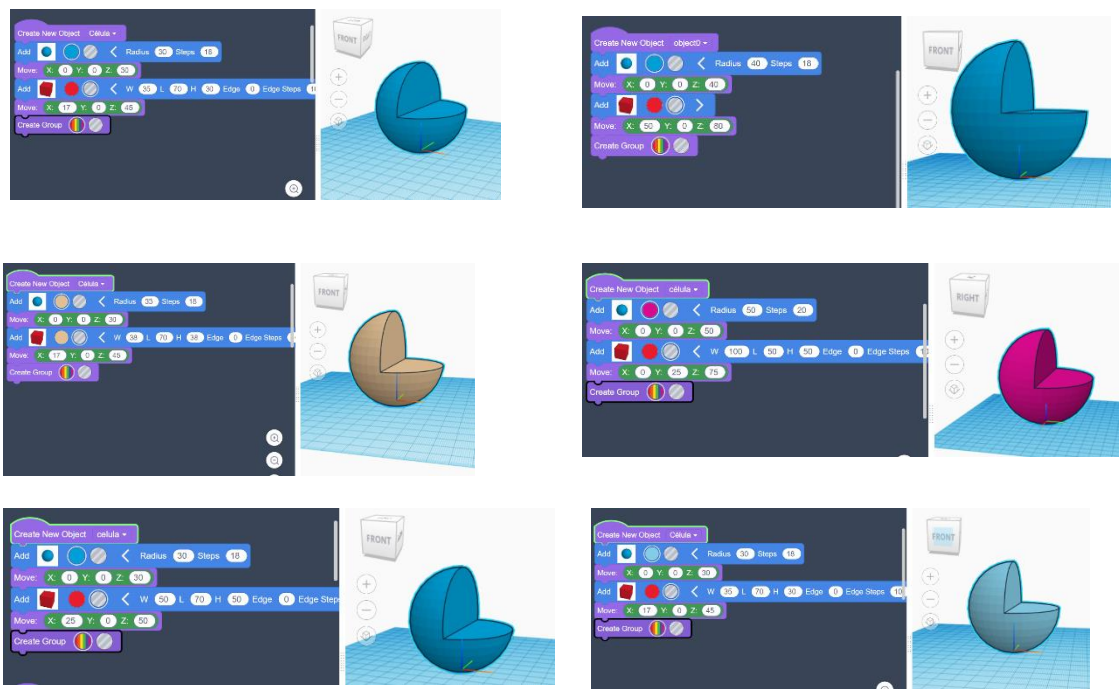 Create New Object Célula
Add Radius 30 Steps 18
Move: X: 0 Y: 0 Z: 30
Add W 35 L 70 H 30 Edge 0 Edge Steps
Move: X: 17 Y: 0 Z: 45
Create Group
FRONT
Create New Object object0
Add Radius 40 Steps 18
Move: X: 0 Y: 0 Z: 40
Add
Move: X: 50 Y: 0 Z: 80
Create Group
FRONT
Create New Object Célula
Add Radius 33 Steps 18
Move: X: 0 Y: 0 Z: 30
Add W 38 L 70 H 38 Edge 0 Edge Steps
Move: X: 17 Y: 0 Z: 45
Create Group
FRONT
Create New Object célula
Add Radius 50 Steps 20
Move: X: 0 Y: 0 Z: 50
Add W 100 L 50 H 50 Edge 0 Edge Steps
Move: X: 0 Y: 25 Z: 75
Create Group
RIGHT
Create New Object celula
Add Radius 30 Steps 18
Move: X: 0 Y: 0 Z: 30
Add W 50 L 70 H 50 Edge 0 Edge Step
Move: X: 25 Y: 0 Z: 50
Create Group
FRONT
Create New Object Célula
Add Radius 30 Steps 18
Move: X: 0 Y: 0 Z: 30
Add W 35 L 70 H 30 Edge 0 Edge Steps 10
Move: X: 17 Y: 0 Z: 45
Create Group
FRONT